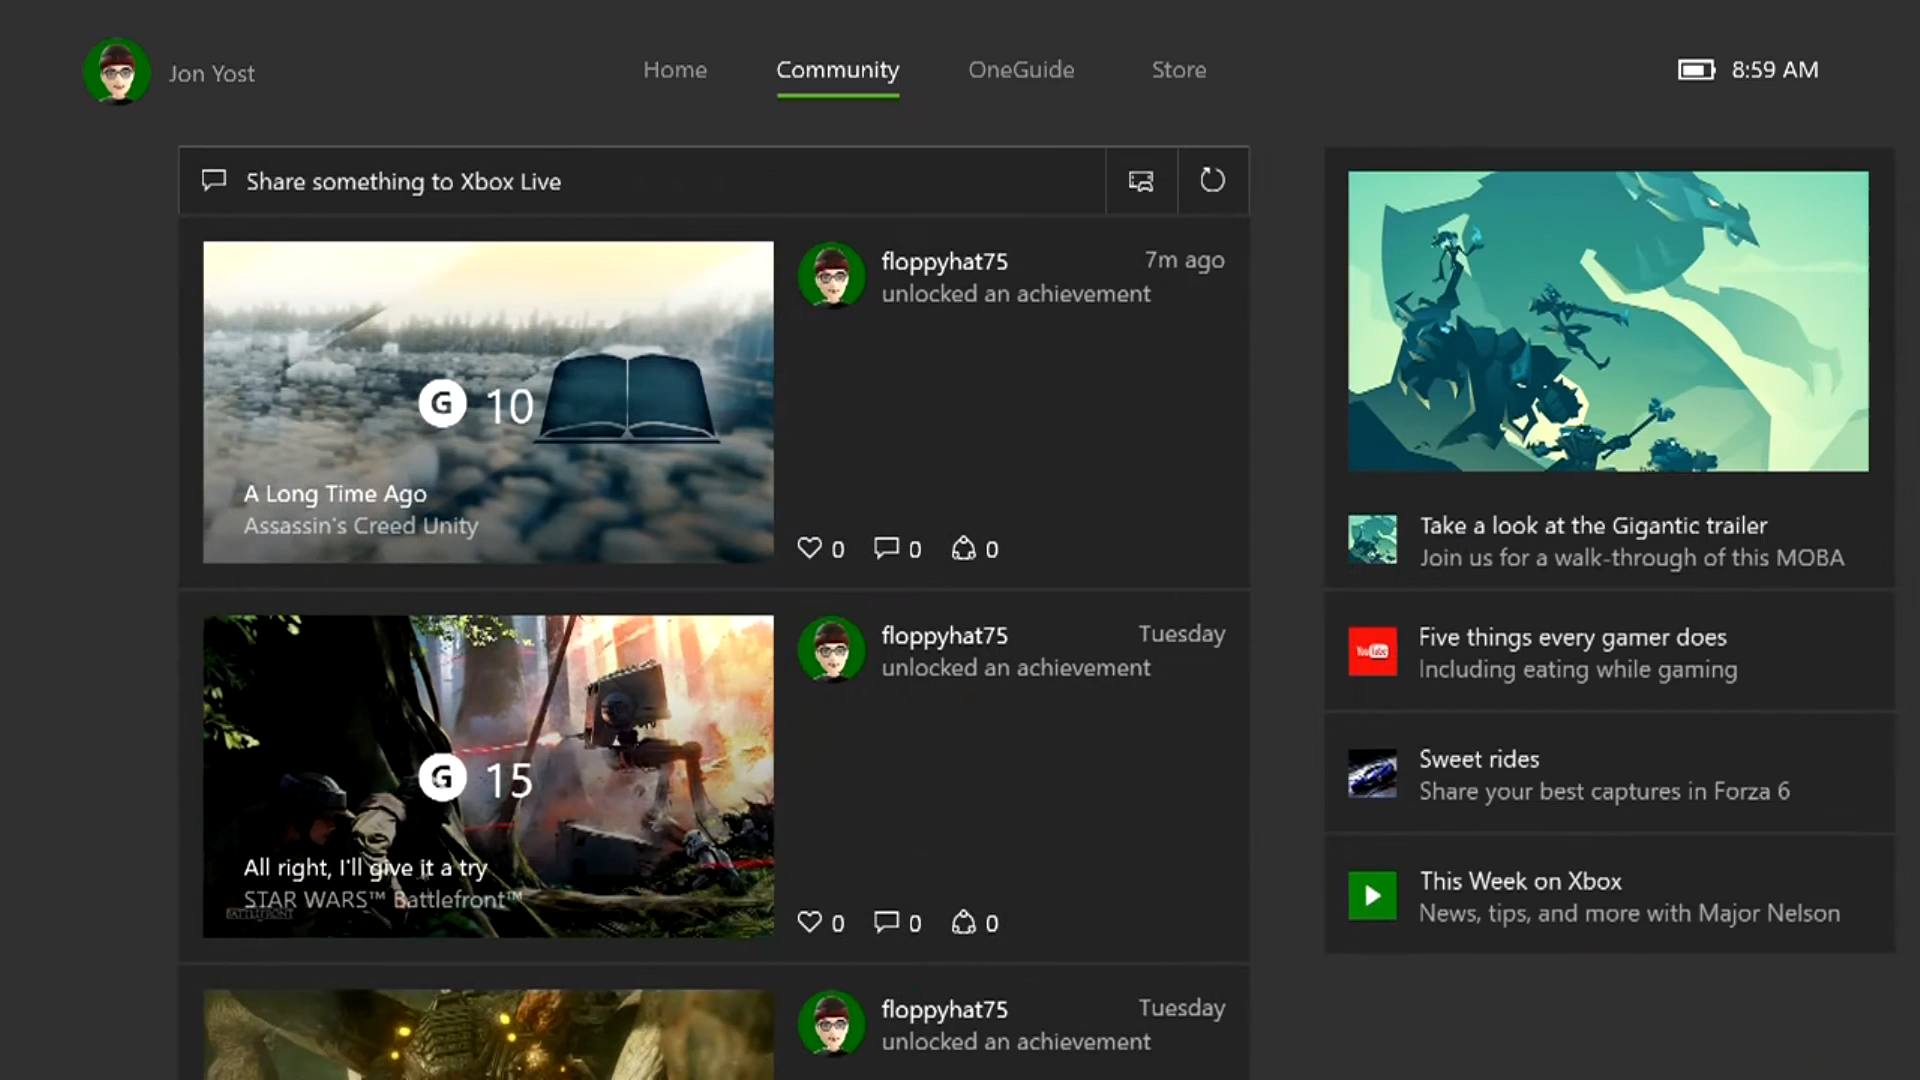 Jon Yost
Home
Community
OneGuide
Store
8:59 AM
Share something to Xbox Live
G 10
A Long Time Ago
Assassin's Creed Unity
floppyhat75
7m ago
unlocked an achievement
0
0
0
G 15
All right, I'll give it a try
STAR WARS™ Battlefront™
BATTLEFRONT
floppyhat75
Tuesday
unlocked an achievement
0
0
0
floppyhat75
Tuesday
unlocked an achievement
Take a look at the Gigantic trailer
Join us for a walk-through of this MOBA
YouTube
Five things every gamer does
Including eating while gaming
Sweet rides
Share your best captures in Forza 6
This Week on Xbox
News, tips, and more with Major Nelson